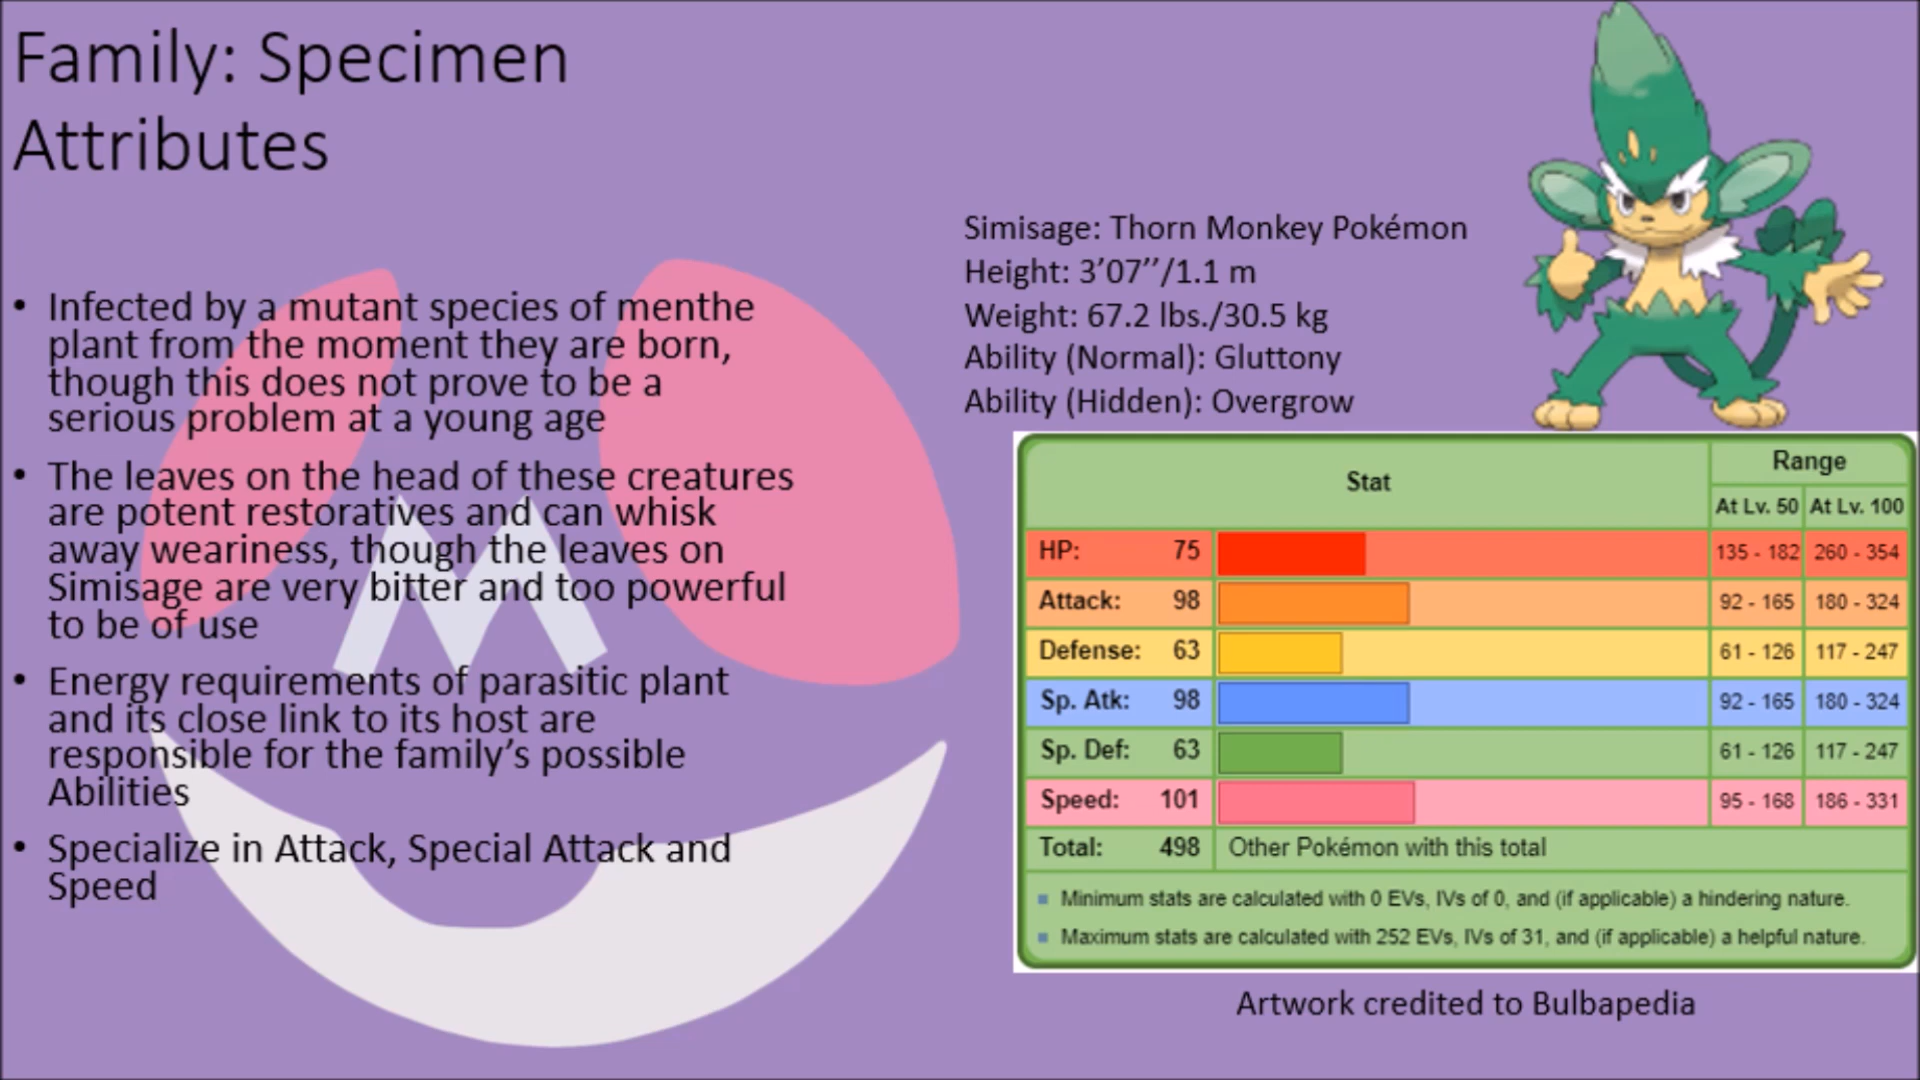 Family: Specimen
Attributes
• Infected by a mutant species of menthe
plant from the moment they are born,
though this does not prove to be a
serious problem at a young age
• The leaves on the head of these creatures
are potent restoratives and can whisk
away weariness, though the leaves on
Simisage are very bitter and too powerful
to be of use
• Energy requirements of parasitic plant
and its close link to its host are
responsible for the family’s possible
Abilities
• Specialize in Attack, Special Attack and
Speed
Simisage: Thorn Monkey Pokémon
Height: 3’07’’/1.1 m
Weight: 67.2 lbs./30.5 kg
Ability (Normal): Gluttony
Ability (Hidden): Overgrow
Stat Range
At Lv. 50 At Lv. 100
HP: 75 135 - 182 260 - 354
Attack: 98 92 - 165 180 - 324
Defense: 63 61 - 126 117 - 247
Sp. Atk: 98 92 - 165 180 - 324
Sp. Def: 63 61 - 126 117 - 247
Speed: 101 95 - 168 186 - 331
Total: 498 Other Pokémon with this total
Minimum stats are calculated with 0 EVs, IVs of 0, and (if applicable) a hindering nature.
Maximum stats are calculated with 252 EVs, IVs of 31, and (if applicable) a helpful nature.
Artwork credited to Bulbapedia